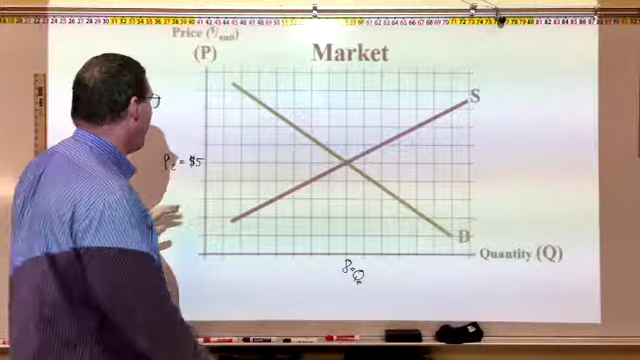 Price ($/unit)
(P)
Market
S
Pe = $5
D
Quantity (Q)
8=Qe